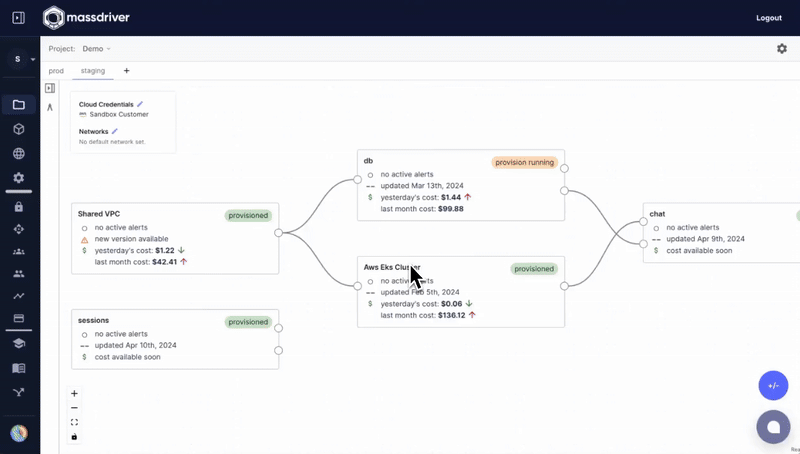 massdriver
Logout
Project: Demo
prod staging +
S
Cloud Credentials
Sandbox Customer
Networks
No default network set.
db
provision running
no active alerts
updated Mar 13th, 2024
$ yesterday's cost: $1.44 ↑
last month cost: $99.88
Shared VPC
provisioned
no active alerts
new version available
$ yesterday's cost: $1.22 ↓
last month cost: $42.41 ↑
chat
no active alerts
updated Apr 9th, 2024
$ cost available soon
Aws Eks Cluster
provisioned
no active alerts
updated Feb 5th, 2024
$ yesterday's cost: $0.06 ↓
last month cost: $136.12 ↑
sessions
provisioned
no active alerts
updated Apr 10th, 2024
$ cost available soon
+
−
+/-